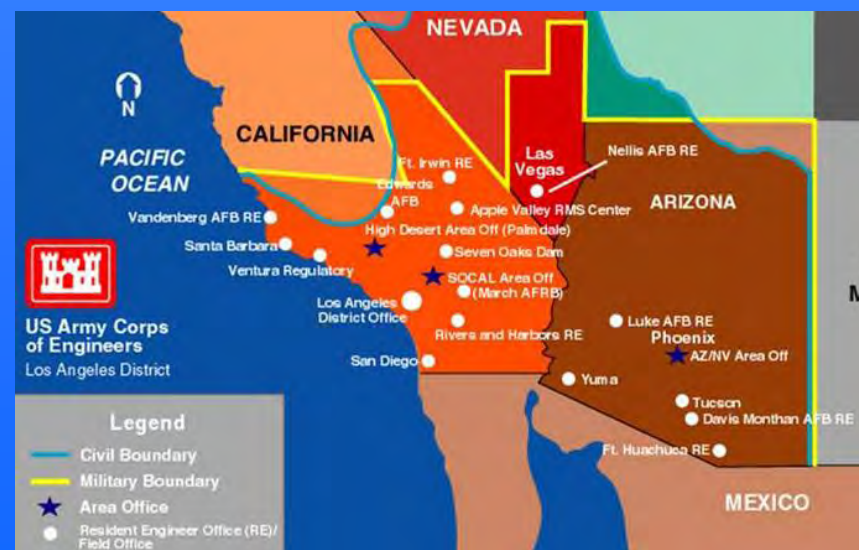 NEVADA
N
CALIFORNIA
PACIFIC
OCEAN
Las
Vegas
Nellis AFB RE
Ft. Irwin RE
Edwards
AFB
Apple Valley RMS Center
ARIZONA
Vandenberg AFB RE
High Desert Area Off (Palmdale)
Santa Barbara
Seven Oaks Dam
Ventura Regulatory
SOCAL Area Off
(March AFRB)
Los Angeles
District Office
US Army Corps
of Engineers
Los Angeles District
Rivers and Harbors RE
Luke AFB RE
Phoenix
AZ/NV Area Off
San Diego
Yuma
Tucson
Davis Monthan AFB RE
Ft. Huachuca RE
MEXICO
Legend
Civil Boundary
Military Boundary
Area Office
Resident Engineer Office (RE)/
Field Office